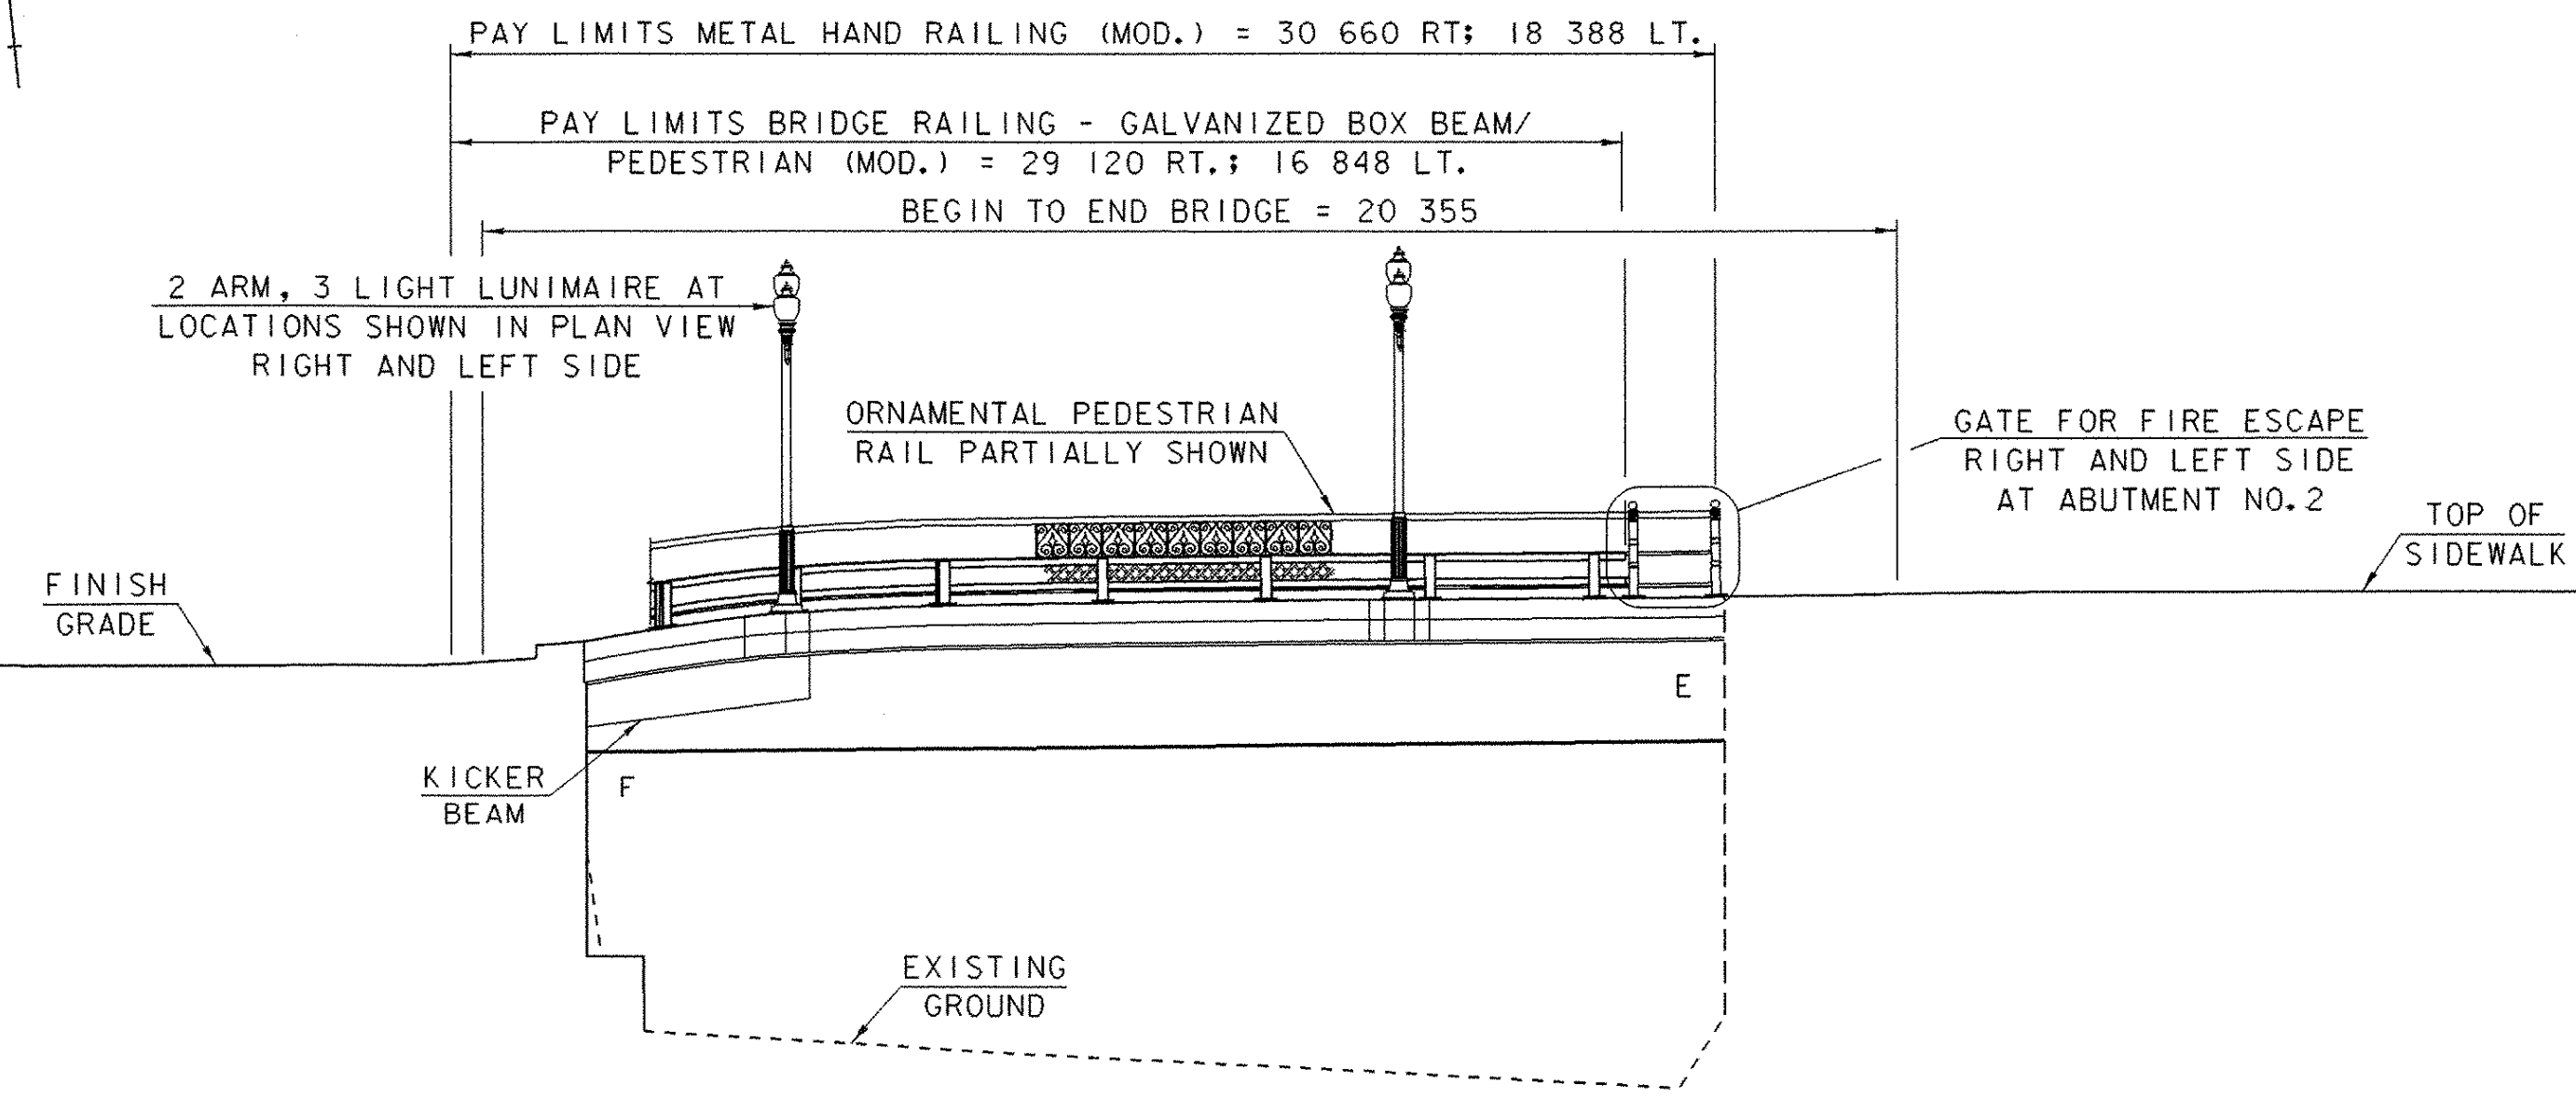 PAY LIMITS METAL HAND RAILING (MOD.) = 30 660 RT; 18 388 LT.
PAY LIMITS BRIDGE RAILING - GALVANIZED BOX BEAM/
PEDESTRIAN (MOD.) = 29 120 RT.; 16 848 LT.
BEGIN TO END BRIDGE = 20 355
2 ARM, 3 LIGHT LUNIMAIRE AT
LOCATIONS SHOWN IN PLAN VIEW
RIGHT AND LEFT SIDE
ORNAMENTAL PEDESTRIAN
RAIL PARTIALLY SHOWN
GATE FOR FIRE ESCAPE
RIGHT AND LEFT SIDE
AT ABUTMENT NO.2
TOP OF
SIDEWALK
FINISH
GRADE
E
KICKER
BEAM
F
EXISTING
GROUND